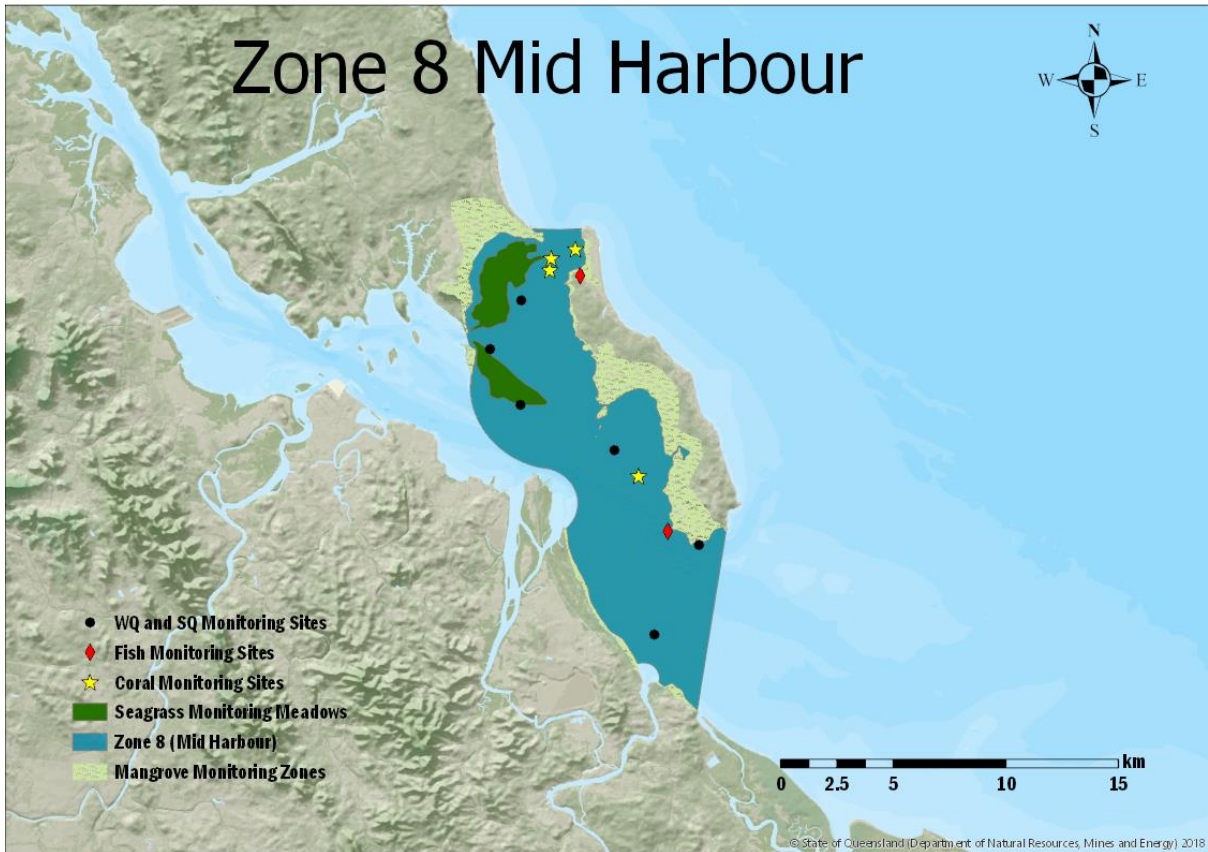 Zone 8 Mid Harbour
N
W E
S
WQ and SQ Monitoring Sites
Fish Monitoring Sites
Coral Monitoring Sites
Seagrass Monitoring Meadows
Zone 8 (Mid Harbour)
Mangrove Monitoring Zones
km
0 2.5 5 10 15
© State of Queensland (Department of Natural Resources, Mines and Energy) 2018